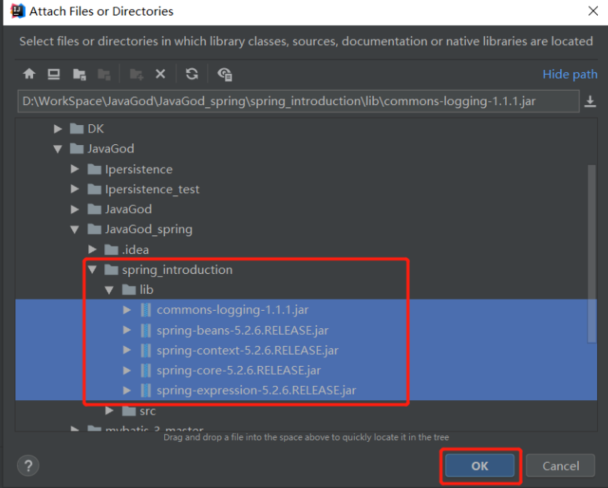 Attach Files or Directories
Select files or directories in which library classes, sources, documentation or native libraries are located
Hide path
D:\WorkSpace\JavaGod\JavaGod_spring\spring_introduction\lib\commons-logging-1.1.1.jar
DK
JavaGod
Ipersistence
Ipersistence_test
JavaGod
JavaGod_spring
.idea
spring_introduction
lib
commons-logging-1.1.1.jar
spring-beans-5.2.6.RELEASE.jar
spring-context-5.2.6.RELEASE.jar
spring-core-5.2.6.RELEASE.jar
spring-expression-5.2.6.RELEASE.jar
src
Drag and drop a file into the space above to quickly locate it in the tree
?
OK
Cancel